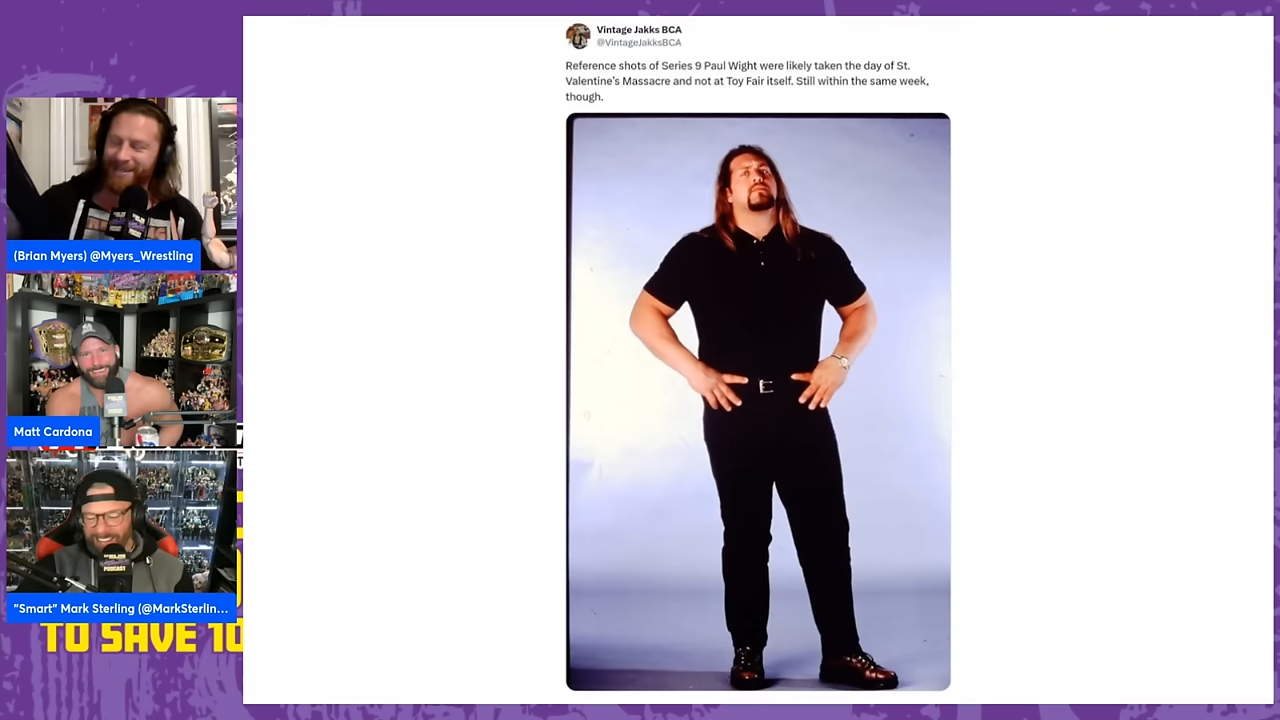 Vintage Jakks BCA
@VintageJakksBCA
Reference shots of Series 9 Paul Wight were likely taken the day of St.
Valentine's Massacre and not at Toy Fair itself. Still within the same week,
though.
(Brian Myers) @Myers_Wrestling
Matt Cardona
"Smart" Mark Sterling (@MarkSterlin...
PODCAST
TO SAVE 10